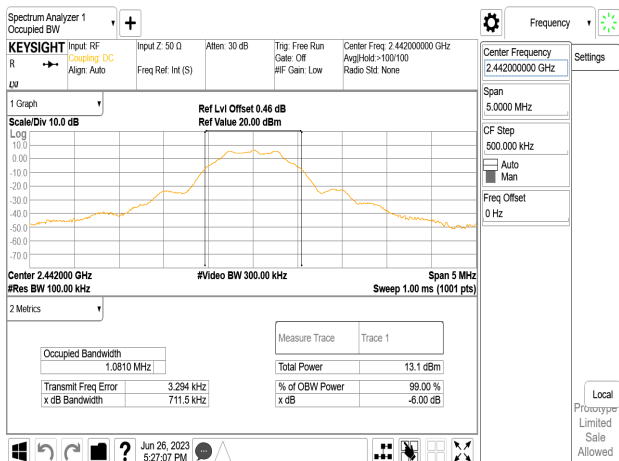 Spectrum Analyzer 1
Occupied BW
KEYSIGHT
R
LXI
Input: RF
Coupling: DC
Align: Auto
Input Z: 50 Ω
Freq Ref: Int (S)
Atten: 30 dB
Trig: Free Run
Gate: Off
#IF Gain: Low
Center Freq: 2.442000000 GHz
Avg|Hold:>100/100
Radio Std: None
1 Graph
Scale/Div 10.0 dB
Ref Lvl Offset 0.46 dB
Ref Value 20.00 dBm
Log
10.0
0.00
-10.0
-20.0
-30.0
-40.0
-50.0
-60.0
-70.0
Center 2.442000 GHz
#Video BW 300.00 kHz
Span 5 MHz
#Res BW 100.00 kHz
Sweep 1.00 ms (1001 pts)
2 Metrics
Occupied Bandwidth
1.0810 MHz
Transmit Freq Error 3.294 kHz
x dB Bandwidth 711.5 kHz
Measure Trace Trace 1
Total Power 13.1 dBm
% of OBW Power 99.00 %
x dB -6.00 dB
Jun 26, 2023
5:27:07 PM
Frequency
Center Frequency
2.442000000 GHz
Span
5.0000 MHz
CF Step
500.000 kHz
Auto
Man
Freq Offset
0 Hz
Settings
Local
Prototype
Limited
Sale
Allowed